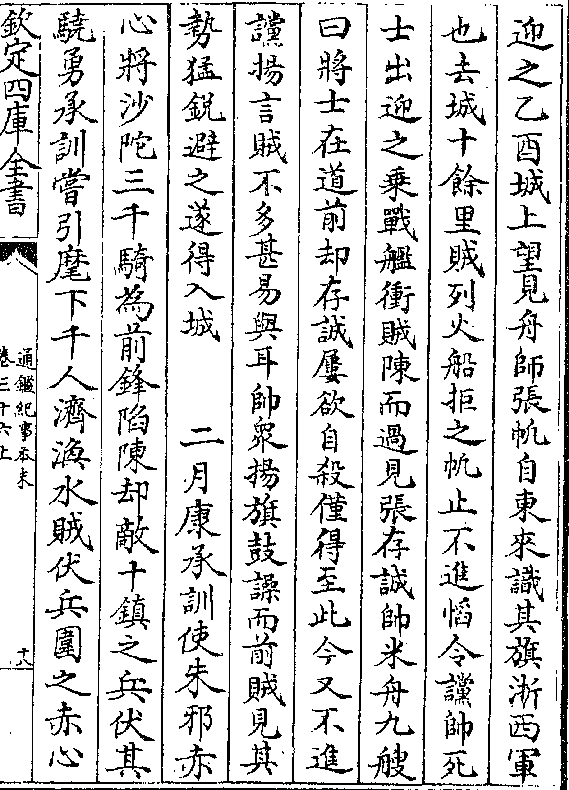 迎之乙酉城上望見舟師張帆自東來識其旗浙西軍
也去城十餘里賊列火船拒之帆止不進慆令讜帥死
士出迎之乗戰艦衝賊陳而過見張存誠帥米舟九艘
曰將士在道前却存誠屢欲自殺僅得至此今又不進
讜揚言賊不多甚易與耳帥衆揚旗鼓譟而前賊見其
勢猛鋭避之遂得入城　二月康承訓使朱邪赤
心將沙陀三千騎為前鋒陷陳却敵十鎮之兵伏其
驍勇承訓嘗引麾下千人濟渙水賊伏兵圍之赤心
欽定四庫全書
通鑑紀事本末
卷三十六上
十八